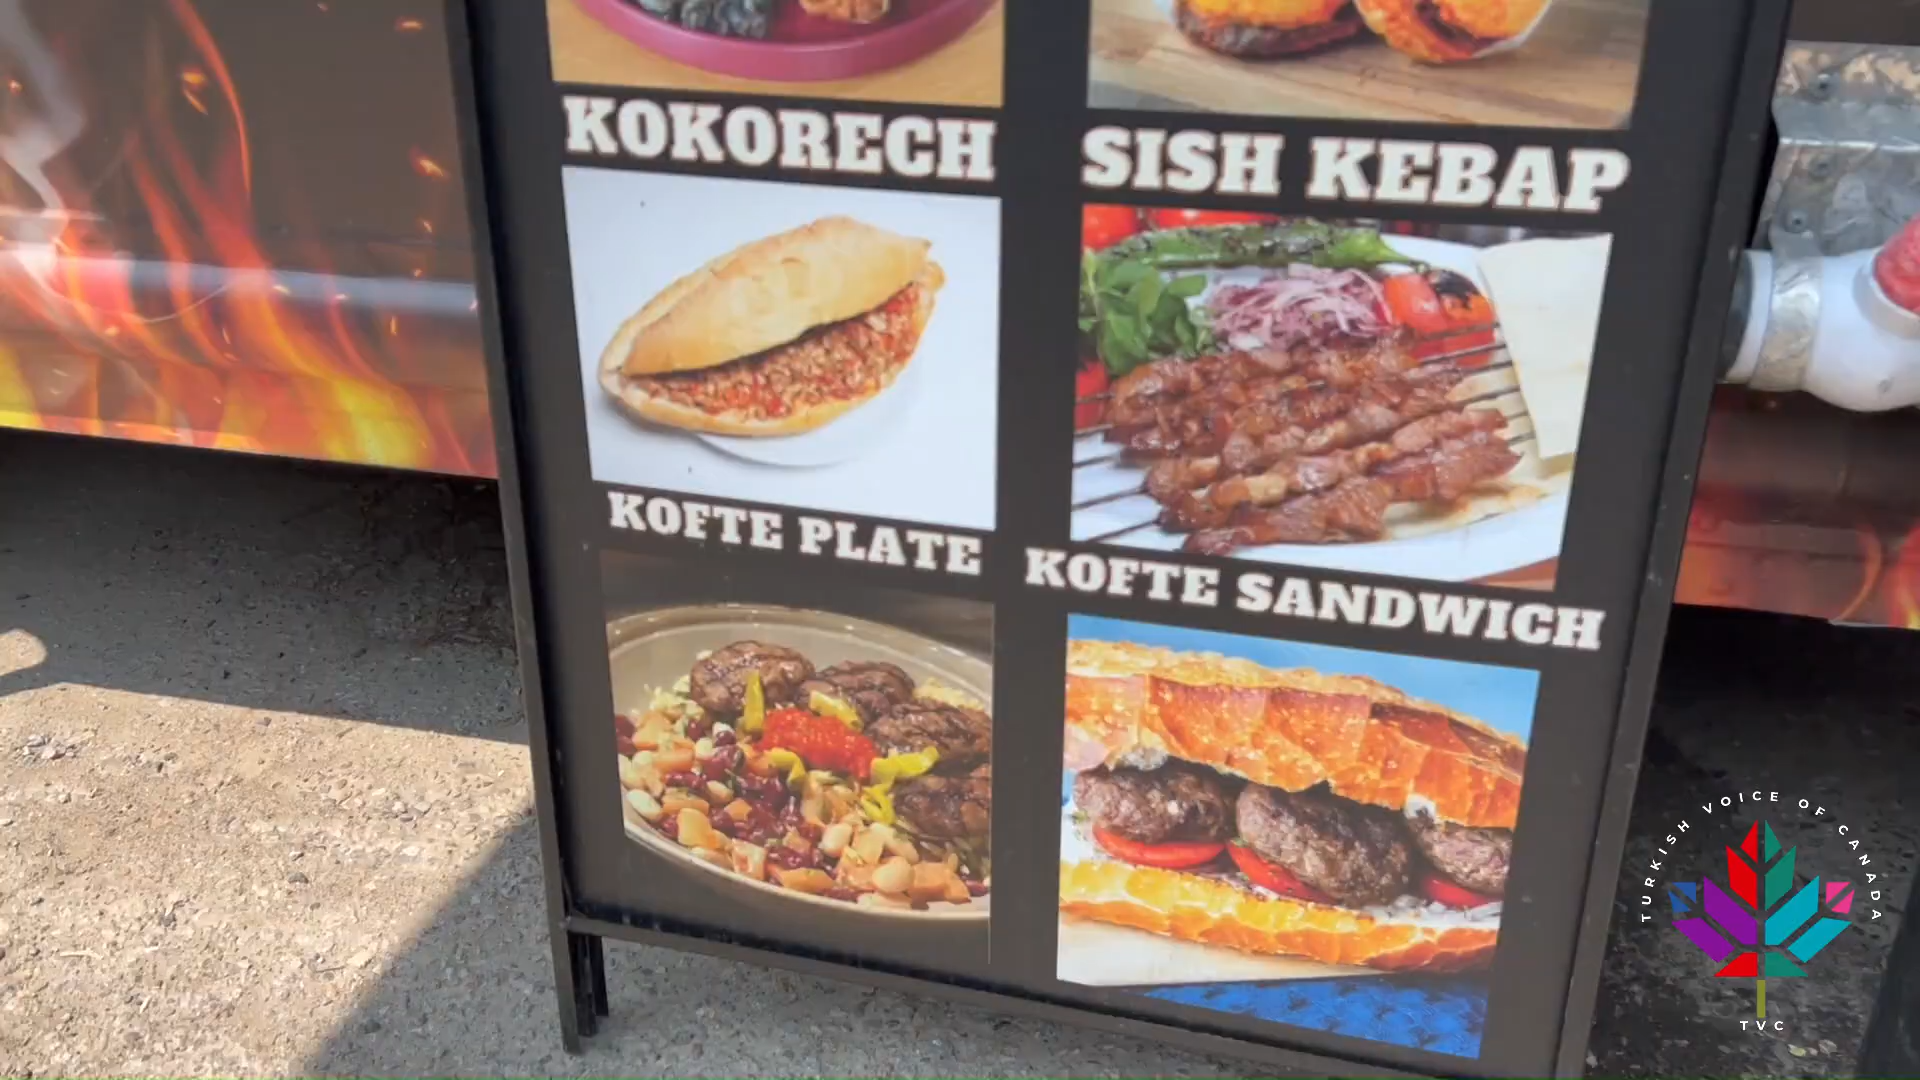 KOKORECH
SISH KEBAP
KOFTE PLATE
KOFTE SANDWICH
TURKISH VOICE OF CANADA
TVC